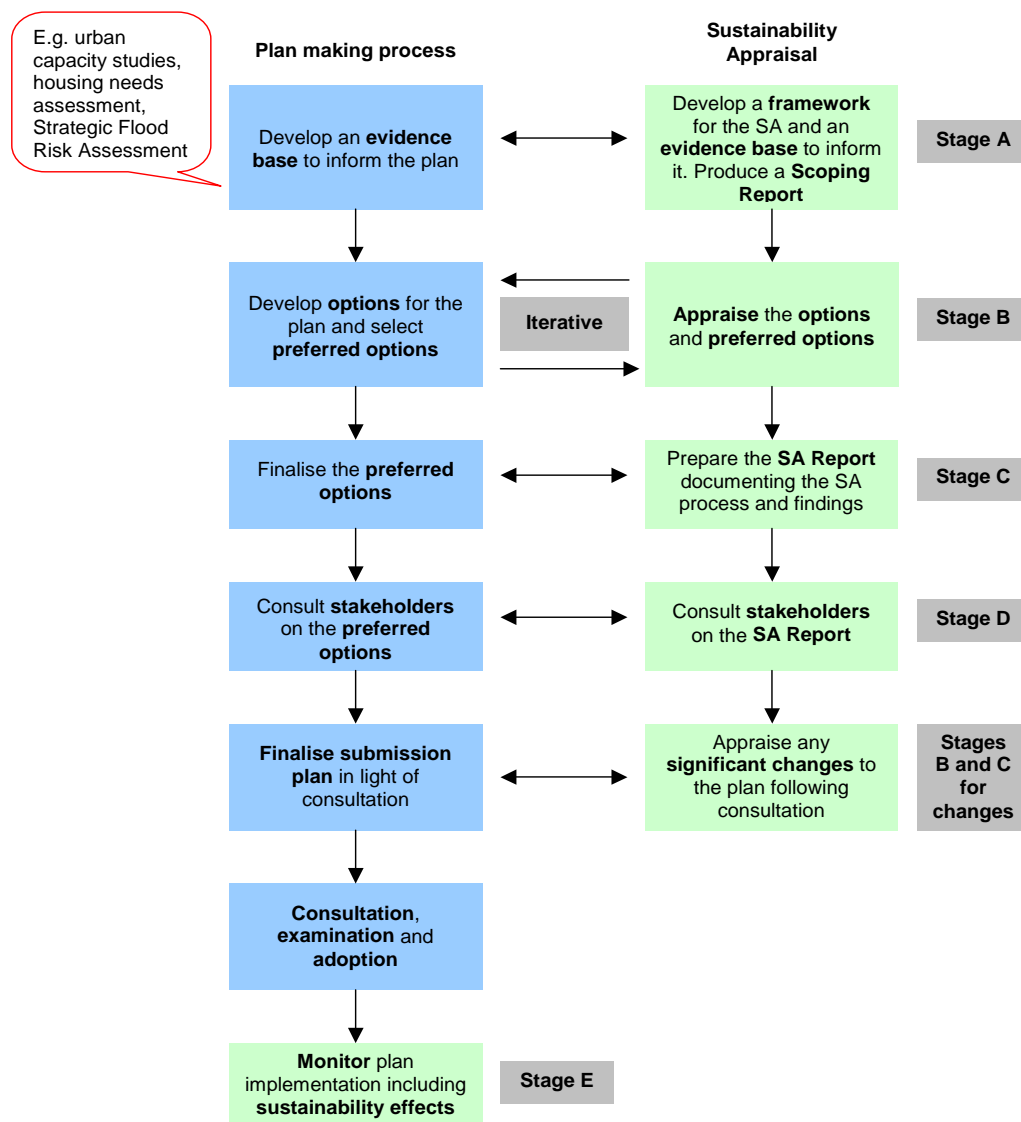 E.g. urban
capacity studies,
housing needs
assessment,
Strategic Flood
Risk Assessment
Plan making process
Sustainability
Appraisal
Develop an evidence
base to inform the plan
Develop a framework
for the SA and an
evidence base to inform
it. Produce a Scoping
Report
Stage A
Develop options for the
plan and select
preferred options
Iterative
Appraise the options
and preferred options
Stage B
Finalise the preferred
options
Prepare the SA Report
documenting the SA
process and findings
Stage C
Consult stakeholders
on the preferred
options
Consult stakeholders
on the SA Report
Stage D
Finalise submission
plan in light of
consultation
Appraise any
significant changes to
the plan following
consultation
Stages
B and C
for
changes
Consultation,
examination and
adoption
Monitor plan
implementation including
sustainability effects
Stage E